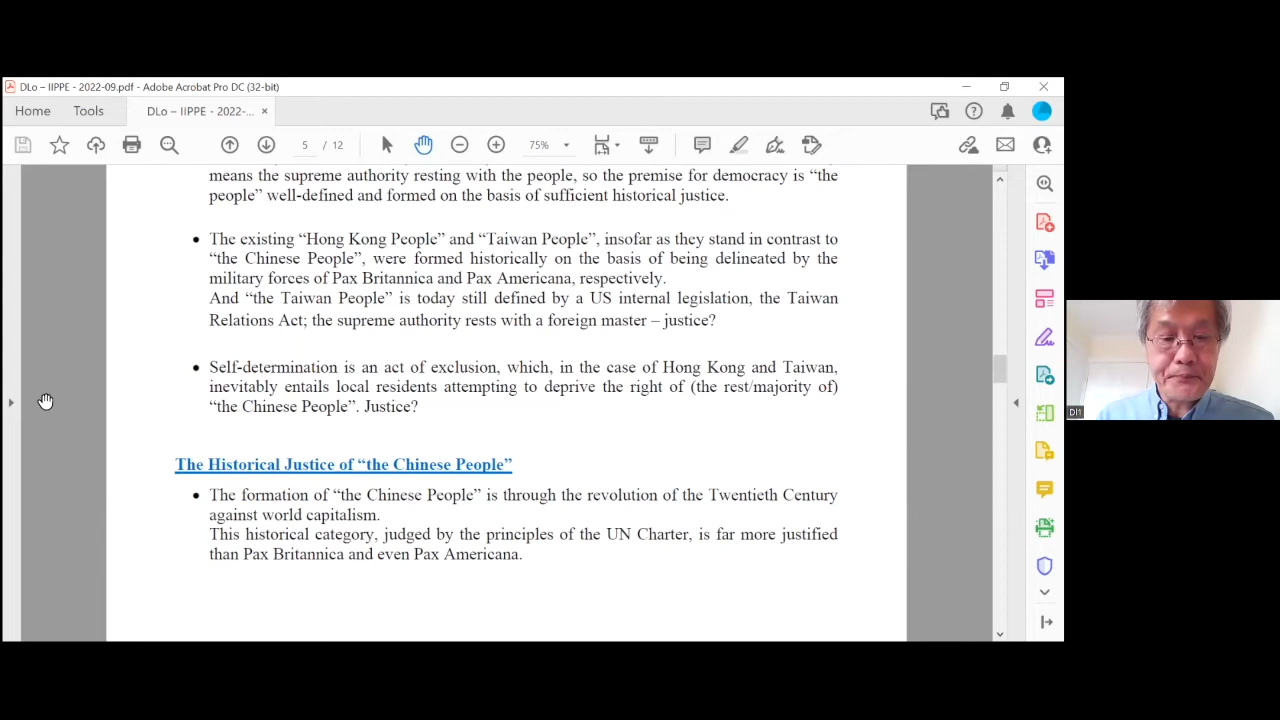 DLo – IIPPE - 2022-09.pdf - Adobe Acrobat Pro DC (32-bit)
Home Tools DLo – IIPPE - 2022-... ×
5 / 12 75%
means the supreme authority resting with the people, so the premise for democracy is “the
people” well-defined and formed on the basis of sufficient historical justice.
• The existing “Hong Kong People” and “Taiwan People”, insofar as they stand in contrast to
“the Chinese People”, were formed historically on the basis of being delineated by the
military forces of Pax Britannica and Pax Americana, respectively.
And “the Taiwan People” is today still defined by a US internal legislation, the Taiwan
Relations Act; the supreme authority rests with a foreign master – justice?
• Self-determination is an act of exclusion, which, in the case of Hong Kong and Taiwan,
inevitably entails local residents attempting to deprive the right of (the rest/majority of)
“the Chinese People”. Justice?
The Historical Justice of “the Chinese People”
• The formation of “the Chinese People” is through the revolution of the Twentieth Century
against world capitalism.
This historical category, judged by the principles of the UN Charter, is far more justified
than Pax Britannica and even Pax Americana.